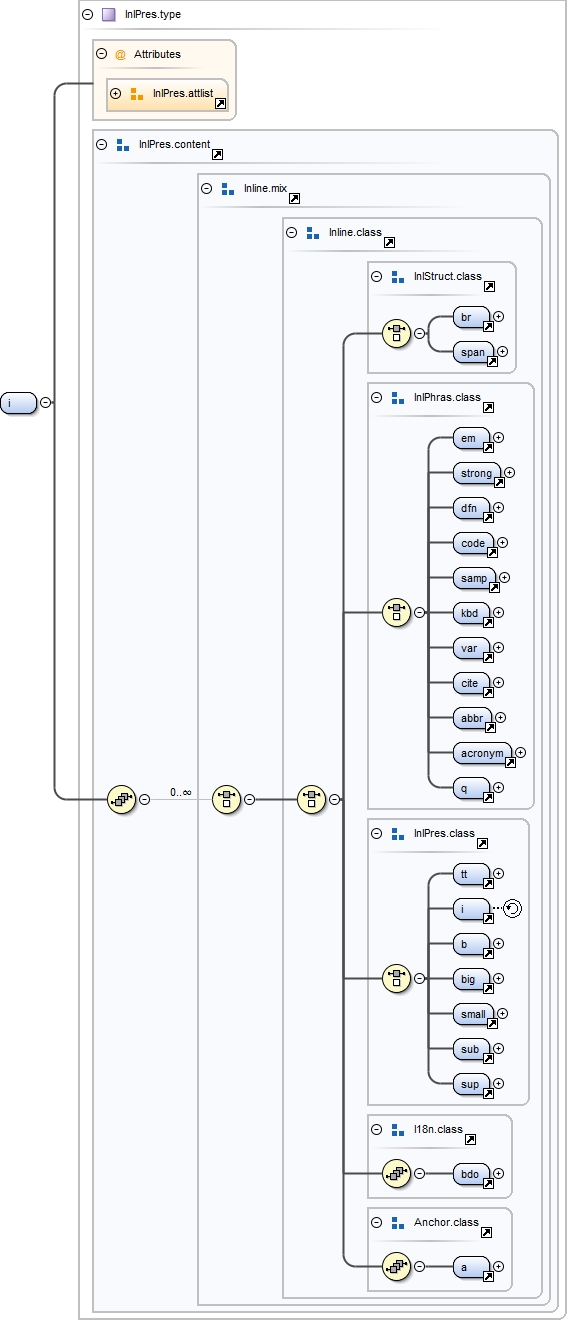 InlPres.type
@ Attributes
InlPres.attlist
InlPres.content
Inline.mix
Inline.class
InlStruct.class
br
span
InlPhras.class
i
em
strong
dfn
code
samp
kbd
var
cite
abbr
acronym
q
0..∞
InlPres.class
tt
i
b
big
small
sub
sup
I18n.class
bdo
Anchor.class
a